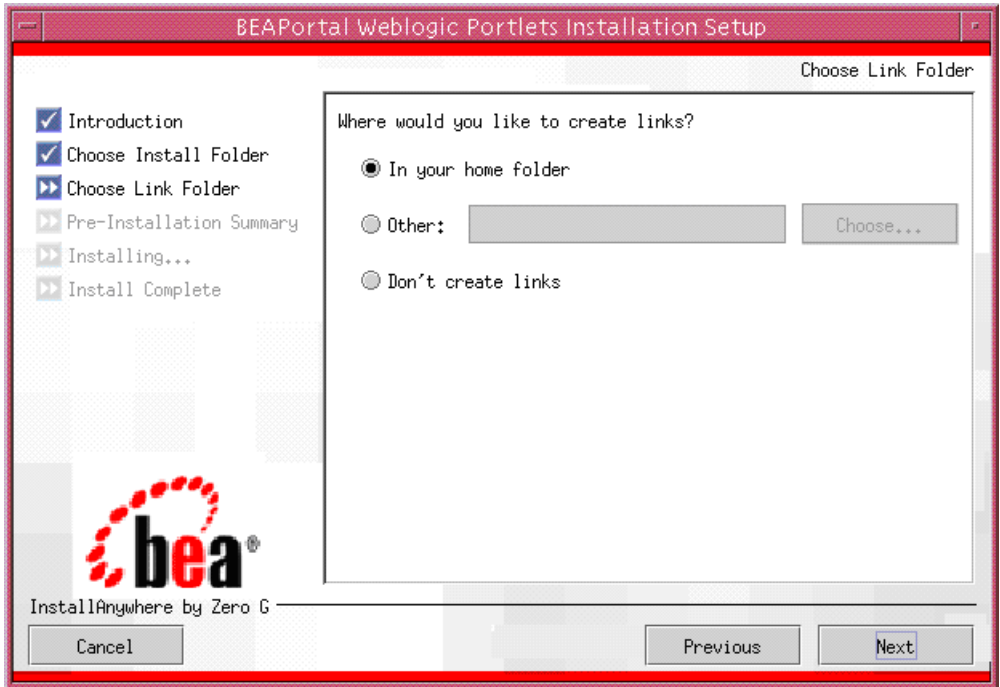 BEAPortal Weblogic Portlets Installation Setup
Choose Link Folder
Introduction
Choose Install Folder
Choose Link Folder
Pre-Installation Summary
Installing...
Install Complete
Where would you like to create links?
In your home folder
Other: Choose...
Don't create links
bea®
InstallAnywhere by Zero G
Cancel Previous Next